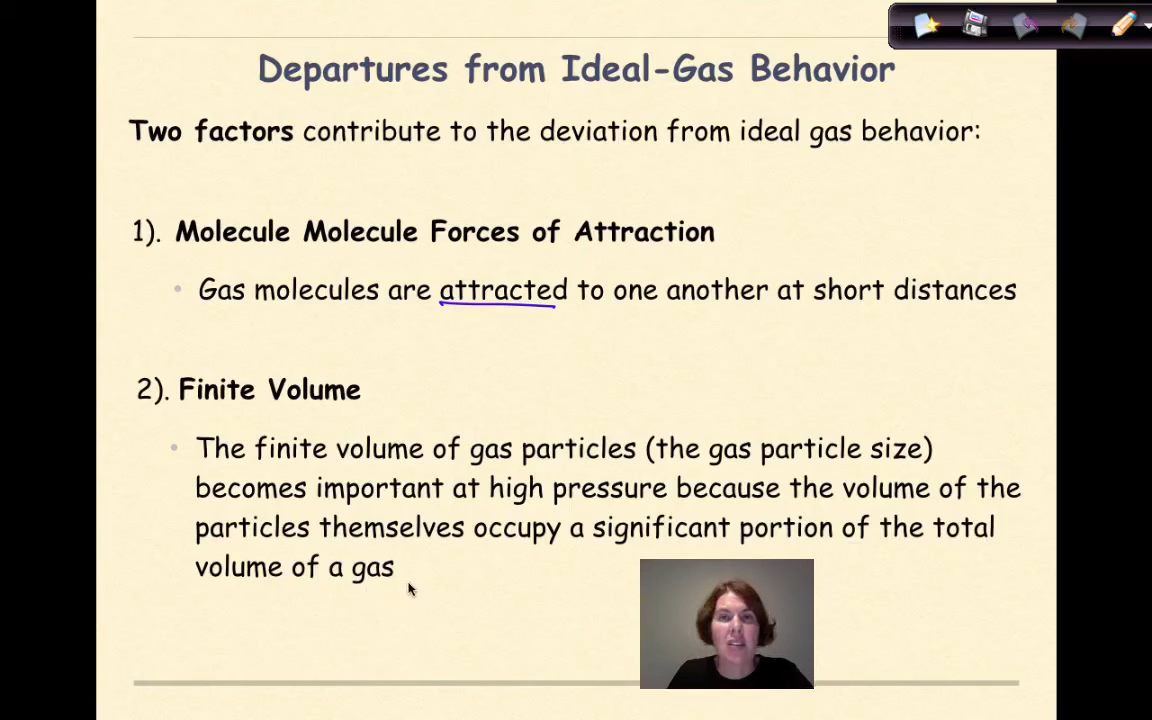 Departures from Ideal-Gas Behavior
Two factors contribute to the deviation from ideal gas behavior:
1). Molecule Molecule Forces of Attraction
• Gas molecules are attracted to one another at short distances
2). Finite Volume
• The finite volume of gas particles (the gas particle size)
becomes important at high pressure because the volume of the
particles themselves occupy a significant portion of the total
volume of a gas